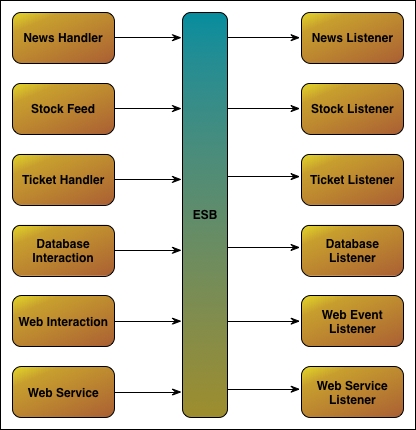 News Handler
Stock Feed
Ticket Handler
Database
Interaction
Web Interaction
Web Service
ESB
News Listener
Stock Listener
Ticket Listener
Database
Listener
Web Event
Listener
Web Service
Listener